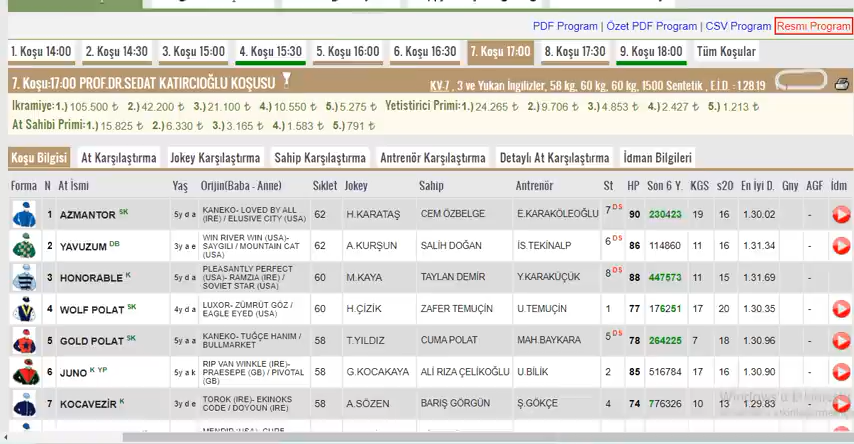 PDF Program | Özet PDF Program | CSV Program Resmi Program
1. Koşu 14:00 2. Koşu 14:30 3. Koşu 15:00 4. Koşu 15:30 5. Koşu 16:00 6. Koşu 16:30 7. Koşu 17:00 8. Koşu 17:30 9. Koşu 18:00 Tüm Koşular
7. Koşu:17:00 PROF.DR.SEDAT KATIRCIOĞLU KOŞUSU KV-7 , 3 ve Yukarı İngilizler, 58 kg, 60 kg, 60 kg, 1500 Sentetik , E.İ.D. : 1.28.19
Ikramiye: 1.) 105.500 ₺ 2.) 42.200 ₺ 3.) 21.100 ₺ 4.) 10.550 ₺ 5.) 5.275 ₺ Yetistirici Primi: 1.) 24.265 ₺ 2.) 9.706 ₺ 3.) 4.853 ₺ 4.) 2.427 ₺ 5.) 1.213 ₺
At Sahibi Primi: 1.) 15.825 ₺ 2.) 6.330 ₺ 3.) 3.165 ₺ 4.) 1.583 ₺ 5.) 791 ₺
Koşu Bilgisi At Karşılaştırma Jokey Karşılaştırma Sahip Karşılaştırma Antrenör Karşılaştırma Detaylı At Karşılaştırma İdman Bilgileri
Forma N At İsmi Yaş Orijin(Baba - Anne) Sıklet Jokey Sahip Antrenör St HP Son 6 Y. KGS s20 En İyi D. Gny AGF İdm
1 AZMANTOR SK 5y d a KANEKO- LOVED BY ALL (IRE) / ELUSIVE CITY (USA) 62 H.KARATAŞ CEM ÖZBELGE E.KARAKÖLEOĞLU 7 DS 90 230423 19 16 1.30.02 -
2 YAVUZUM DB 3y a e WIN RIVER WIN (USA)- SAYGILI / MOUNTAIN CAT (USA) 62 A.KURŞUN SALİH DOĞAN İS.TEKİNALP 6 DS 86 114860 11 16 1.31.34 -
3 HONORABLE K 5y d a PLEASANTLY PERFECT (USA)- RAMZIA (IRE) / SOVIET STAR (USA) 60 M.KAYA TAYLAN DEMİR Y.KARAKÜÇÜK 8 DS 88 447573 11 15 1.31.69 -
4 WOLF POLAT SK 4y d a LUXOR- ZÜMRÜT GÖZ / EAGLE EYED (USA) 60 H.ÇİZİK ZAFER TEMUÇİN U.TEMUÇİN 1 77 176251 17 20 1.30.35 -
5 GOLD POLAT SK 5y a a KANEKO- TUĞÇE HANIM / BULLMARKET 58 T.YILDIZ CUMA POLAT MAH.BAYKARA 5 DS 78 264225 7 18 1.30.96 -
6 JUNO K YP 5y a k RIP VAN WINKLE (IRE)- PRAESEPE (GB) / PIVOTAL (GB) 58 G.KOCAKAYA ALİ RIZA ÇELİKOĞLU U.BİLİK 2 85 516784 17 16 1.30.90 -
7 KOCAVEZİR K 3y d e TOROK (IRE)- EKINOKS CODE / DOYOUN (IRE) 58 A.SÖZEN BARIŞ GÖRGÜN Ş.GÖKÇE 4 74 776326 10 13 1.29.83 -
Windows'u